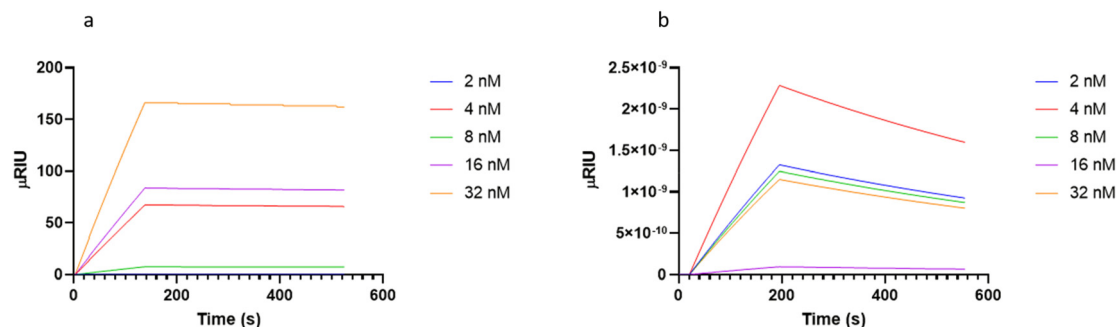 a
b
200
150
100
50
0
0
200
400
600
μRIU
Time (s)
2 nM
4 nM
8 nM
16 nM
32 nM
2.5×10⁻⁹
2×10⁻⁹
1.5×10⁻⁹
1×10⁻⁹
5×10⁻¹⁰
0
0
200
400
600
μRIU
Time (s)
2 nM
4 nM
8 nM
16 nM
32 nM